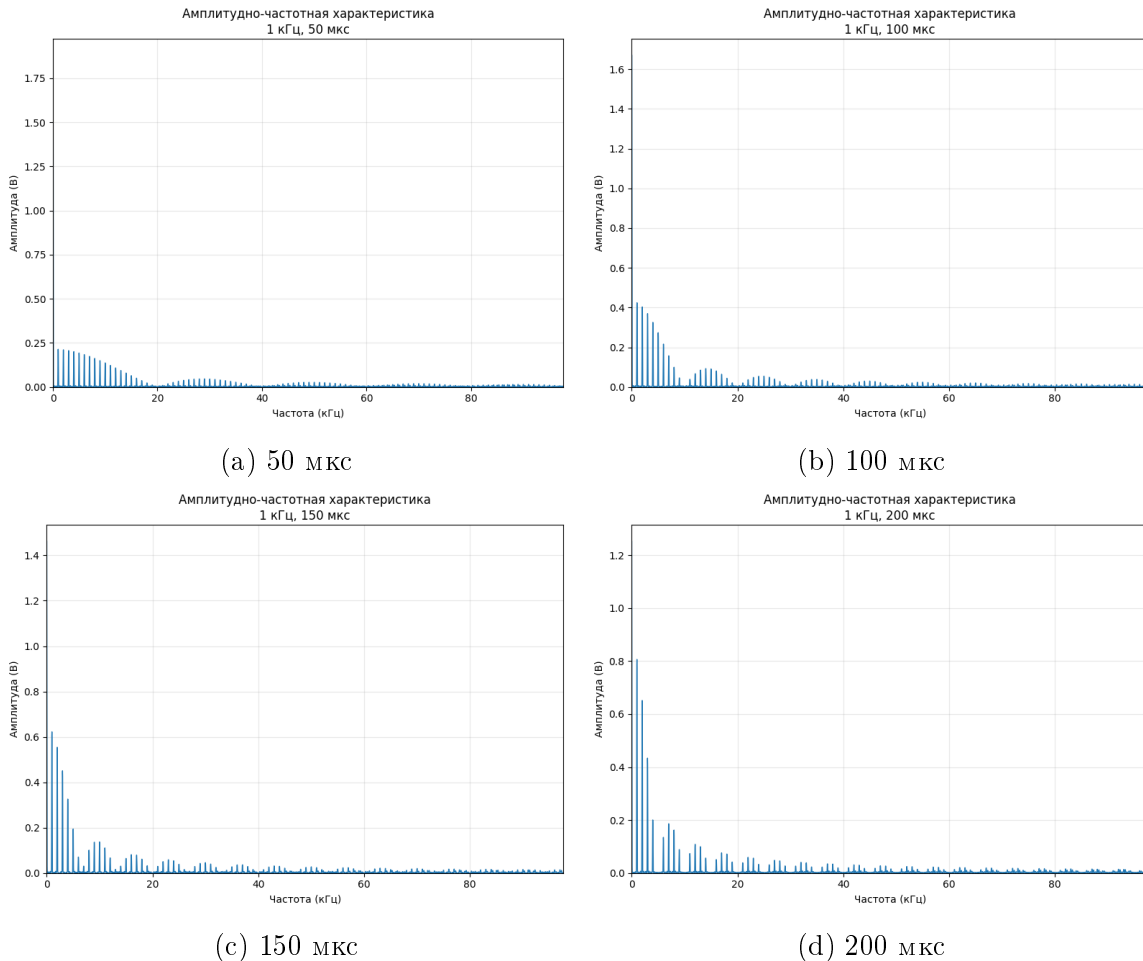 Амплитудно-частотная характеристика
1 кГц, 50 мкс
1.75
1.50
1.25
1.00
0.75
0.50
0.25
0.00
Амплитуда (В)
0 20 40 60 80
Частота (кГц)
(a) 50 мкс
Амплитудно-частотная характеристика
1 кГц, 100 мкс
1.6
1.4
1.2
1.0
0.8
0.6
0.4
0.2
0.0
Амплитуда (В)
0 20 40 60 80
Частота (кГц)
(b) 100 мкс
Амплитудно-частотная характеристика
1 кГц, 150 мкс
1.4
1.2
1.0
0.8
0.6
0.4
0.2
0.0
Амплитуда (В)
0 20 40 60 80
Частота (кГц)
(c) 150 мкс
Амплитудно-частотная характеристика
1 кГц, 200 мкс
1.2
1.0
0.8
0.6
0.4
0.2
0.0
Амплитуда (В)
0 20 40 60 80
Частота (кГц)
(d) 200 мкс